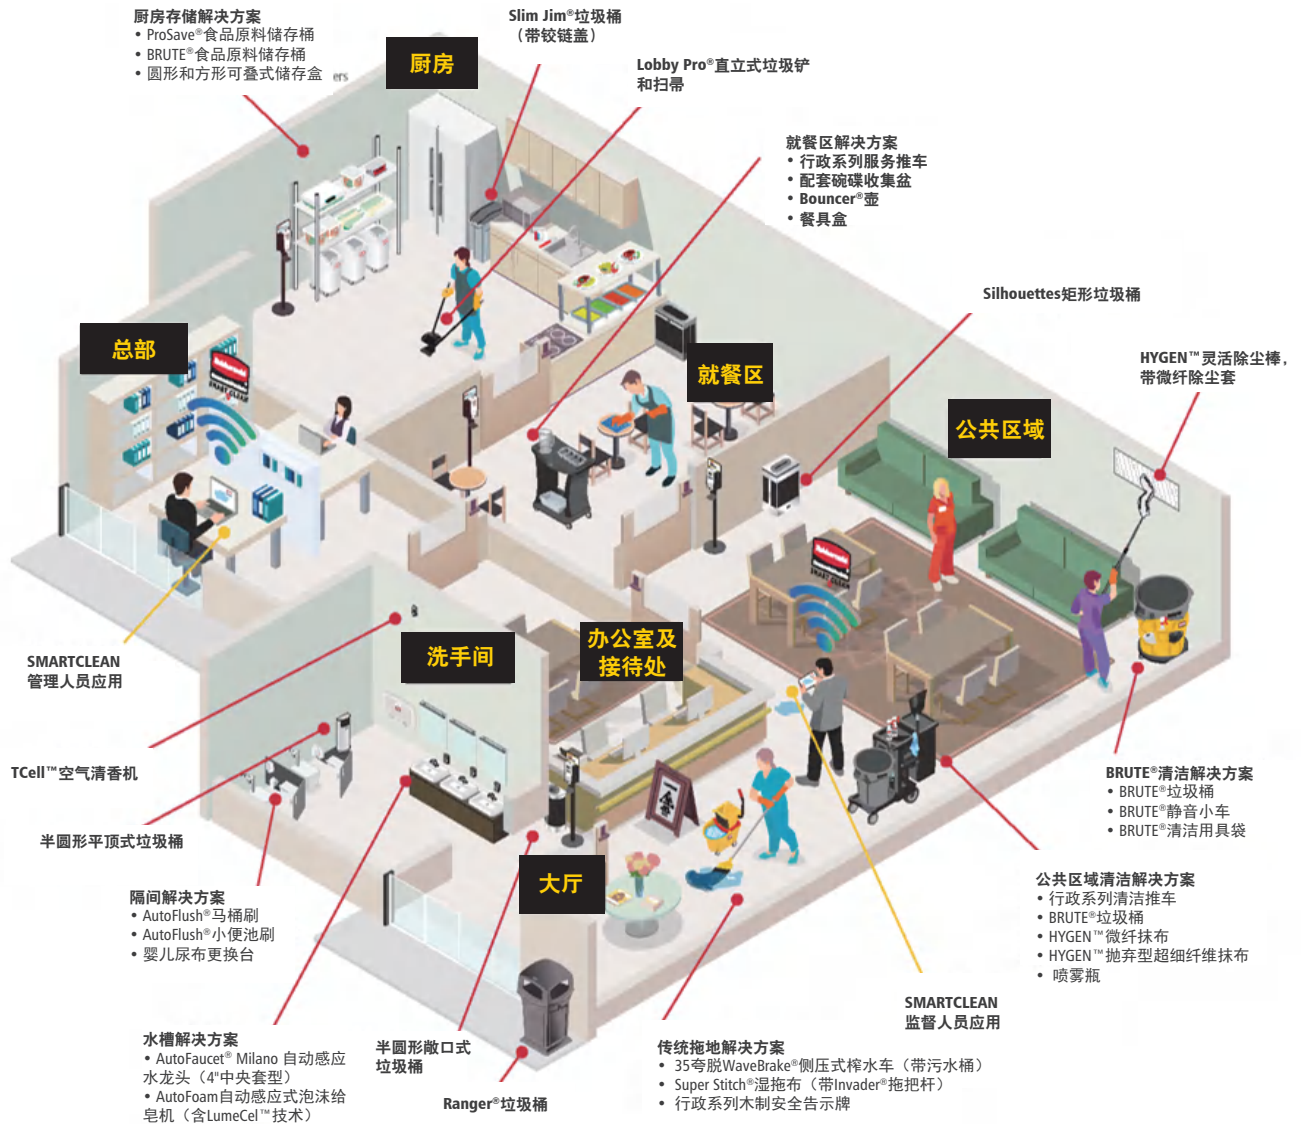 厨房存储解决方案
• ProSave®食品原料储存桶
• BRUTE®食品原料储存桶
• 圆形和方形可叠式储存盒
ers
Slim Jim®垃圾桶
（带铰链盖）
厨房
Lobby Pro®直立式垃圾铲
和扫帚
就餐区解决方案
• 行政系列服务推车
• 配套碗碟收集盆
• Bouncer®壶
• 餐具盒
Silhouettes矩形垃圾桶
HYGEN™灵活除尘棒，
带微纤除尘套
总部
Rubbermaid
SMART CLEAN
就餐区
公共区域
Rubbermaid
SMART CLEAN
SMARTCLEAN
管理人员应用
洗手间
办公室及
接待处
TCell™空气清香机
半圆形平顶式垃圾桶
BRUTE®清洁解决方案
• BRUTE®垃圾桶
• BRUTE®静音小车
• BRUTE®清洁用具袋
大厅
隔间解决方案
• AutoFlush®马桶刷
• AutoFlush®小便池刷
• 婴儿尿布更换台
公共区域清洁解决方案
• 行政系列清洁推车
• BRUTE®垃圾桶
• HYGEN™微纤抹布
• HYGEN™抛弃型超细纤维抹布
• 喷雾瓶
SMARTCLEAN
监督人员应用
水槽解决方案
• AutoFaucet® Milano 自动感应
水龙头（4"中央套型）
• AutoFoam自动感应式泡沫给
皂机（含LumeCel™技术）
半圆形敞口式
垃圾桶
Ranger®垃圾桶
传统拖地解决方案
• 35夸脱WaveBrake®侧压式榨水车（带污水桶）
• Super Stitch®湿拖布（带Invader®拖把杆）
• 行政系列木制安全告示牌